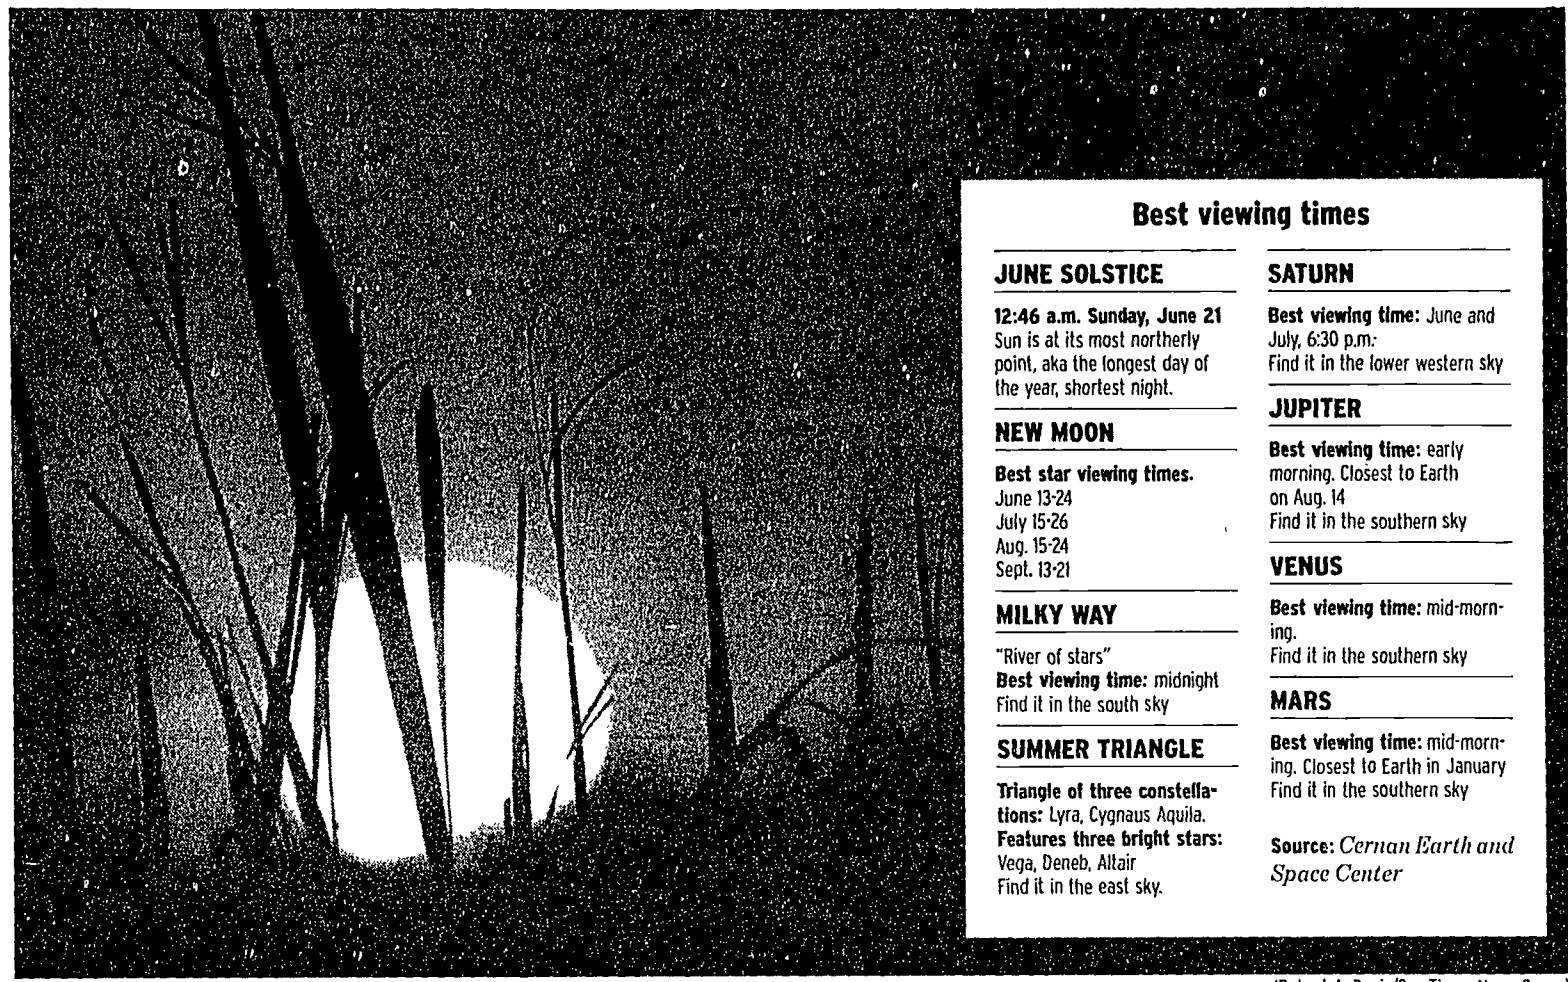 Best viewing times
JUNE SOLSTICE
12:46 a.m. Sunday, June 21
Sun is at its most northerly
point, aka the longest day of
the year, shortest night.
NEW MOON
Best star viewing times.
June 13-24
July 15-26
Aug. 15-24
Sept. 13-21
MILKY WAY
"River of stars"
Best viewing time: midnight
Find it in the south sky
SUMMER TRIANGLE
Triangle of three constella-
tions: Lyra, Cygnaus Aquila.
Features three bright stars:
Vega, Deneb, Altair
Find it in the east sky.
SATURN
Best viewing time: June and
July, 6:30 p.m.
Find it in the lower western sky
JUPITER
Best viewing time: early
morning. Closest to Earth
on Aug. 14
Find it in the southern sky
VENUS
Best viewing time: mid-morn-
ing.
Find it in the southern sky
MARS
Best viewing time: mid-morn-
ing. Closest to Earth in January
Find it in the southern sky
Source: Cernan Earth and
Space Center